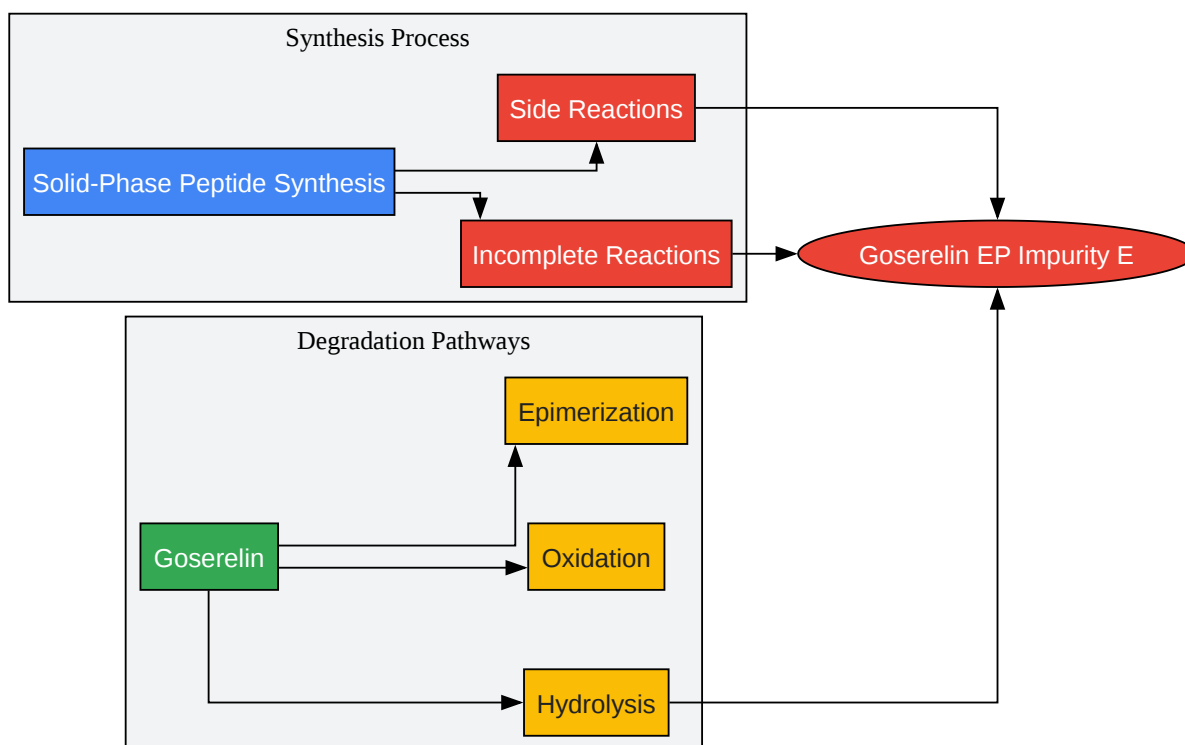 Synthesis Process
Side Reactions
Solid-Phase Peptide Synthesis
Incomplete Reactions
Goserelin EP Impurity E
Degradation Pathways
Epimerization
Goserelin
Oxidation
Hydrolysis